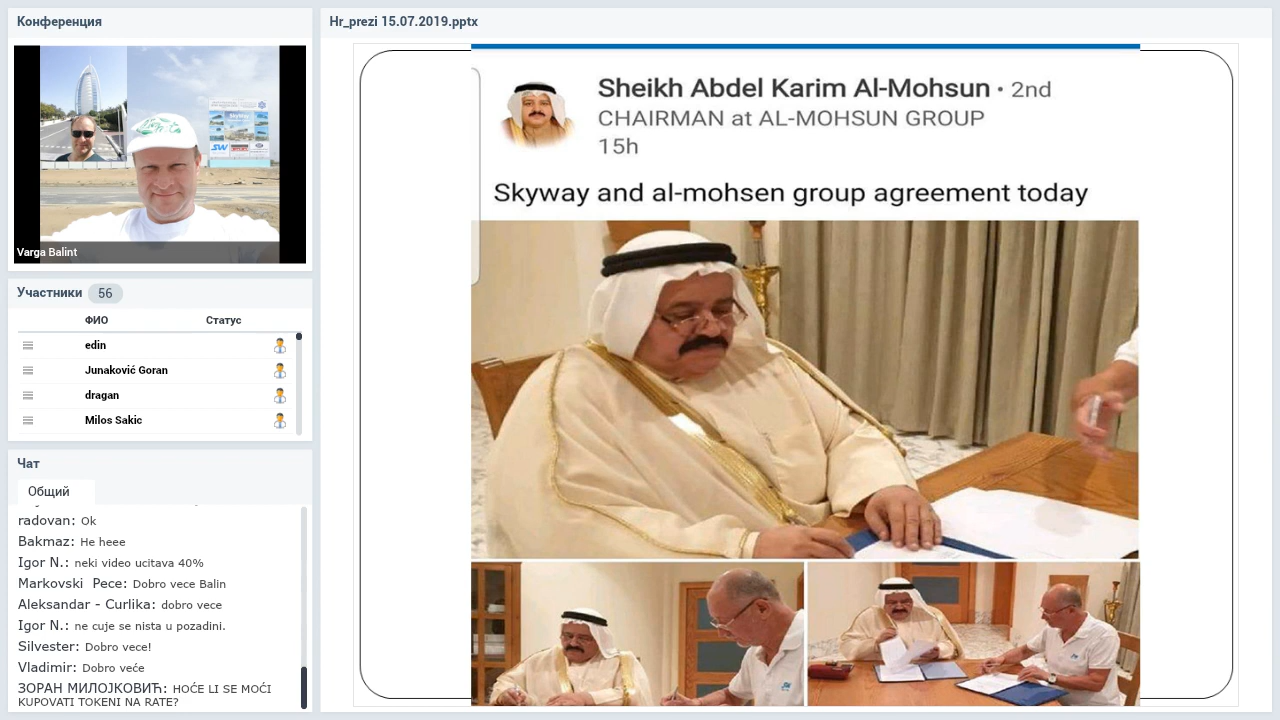 Конференция
Varga Balint
Участники 56
ФИО Статус
edin
Junaković Goran
dragan
Milos Sakic
Чат
Общий
radovan: Ok
Bakmaz: He heee
Igor N.: neki video ucitava 40%
Markovski Pece: Dobro vece Balin
Aleksandar - Curlika: dobro vece
Igor N.: ne cuje se nista u pozadini.
Silvester: Dobro vece!
Vladimir: Dobro veće
ЗОРАН МИЛОЈКОВИЋ: HOĆE LI SE MOĆI
KUPOVATI TOKENI NA RATE?
Hr_prezi 15.07.2019.pptx
Sheikh Abdel Karim Al-Mohsun • 2nd
CHAIRMAN at AL-MOHSUN GROUP
15h
Skyway and al-mohsen group agreement today
SkyWay
SW